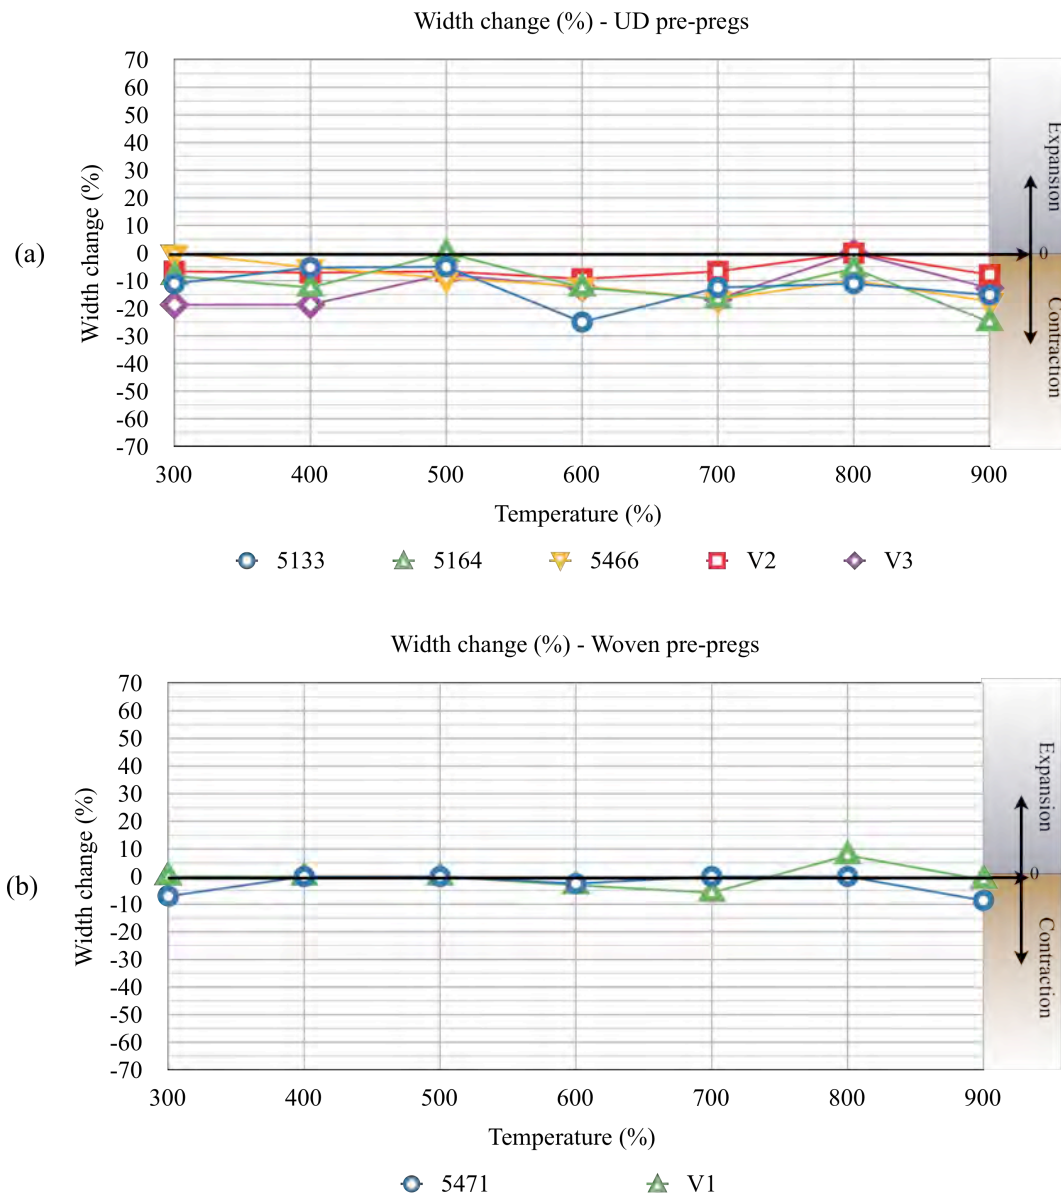 Width change (%) - UD pre-pregs
(a)
Width change (%)
70
60
50
40
30
20
10
0
-10
-20
-30
-40
-50
-60
-70
300 400 500 600 700 800 900
Temperature (%)
Expansion
0
Contraction
5133 5164 5466 V2 V3
Width change (%) - Woven pre-pregs
(b)
Width change (%)
70
60
50
40
30
20
10
0
-10
-20
-30
-40
-50
-60
-70
300 400 500 600 700 800 900
Temperature (%)
Expansion
0
Contraction
5471 V1